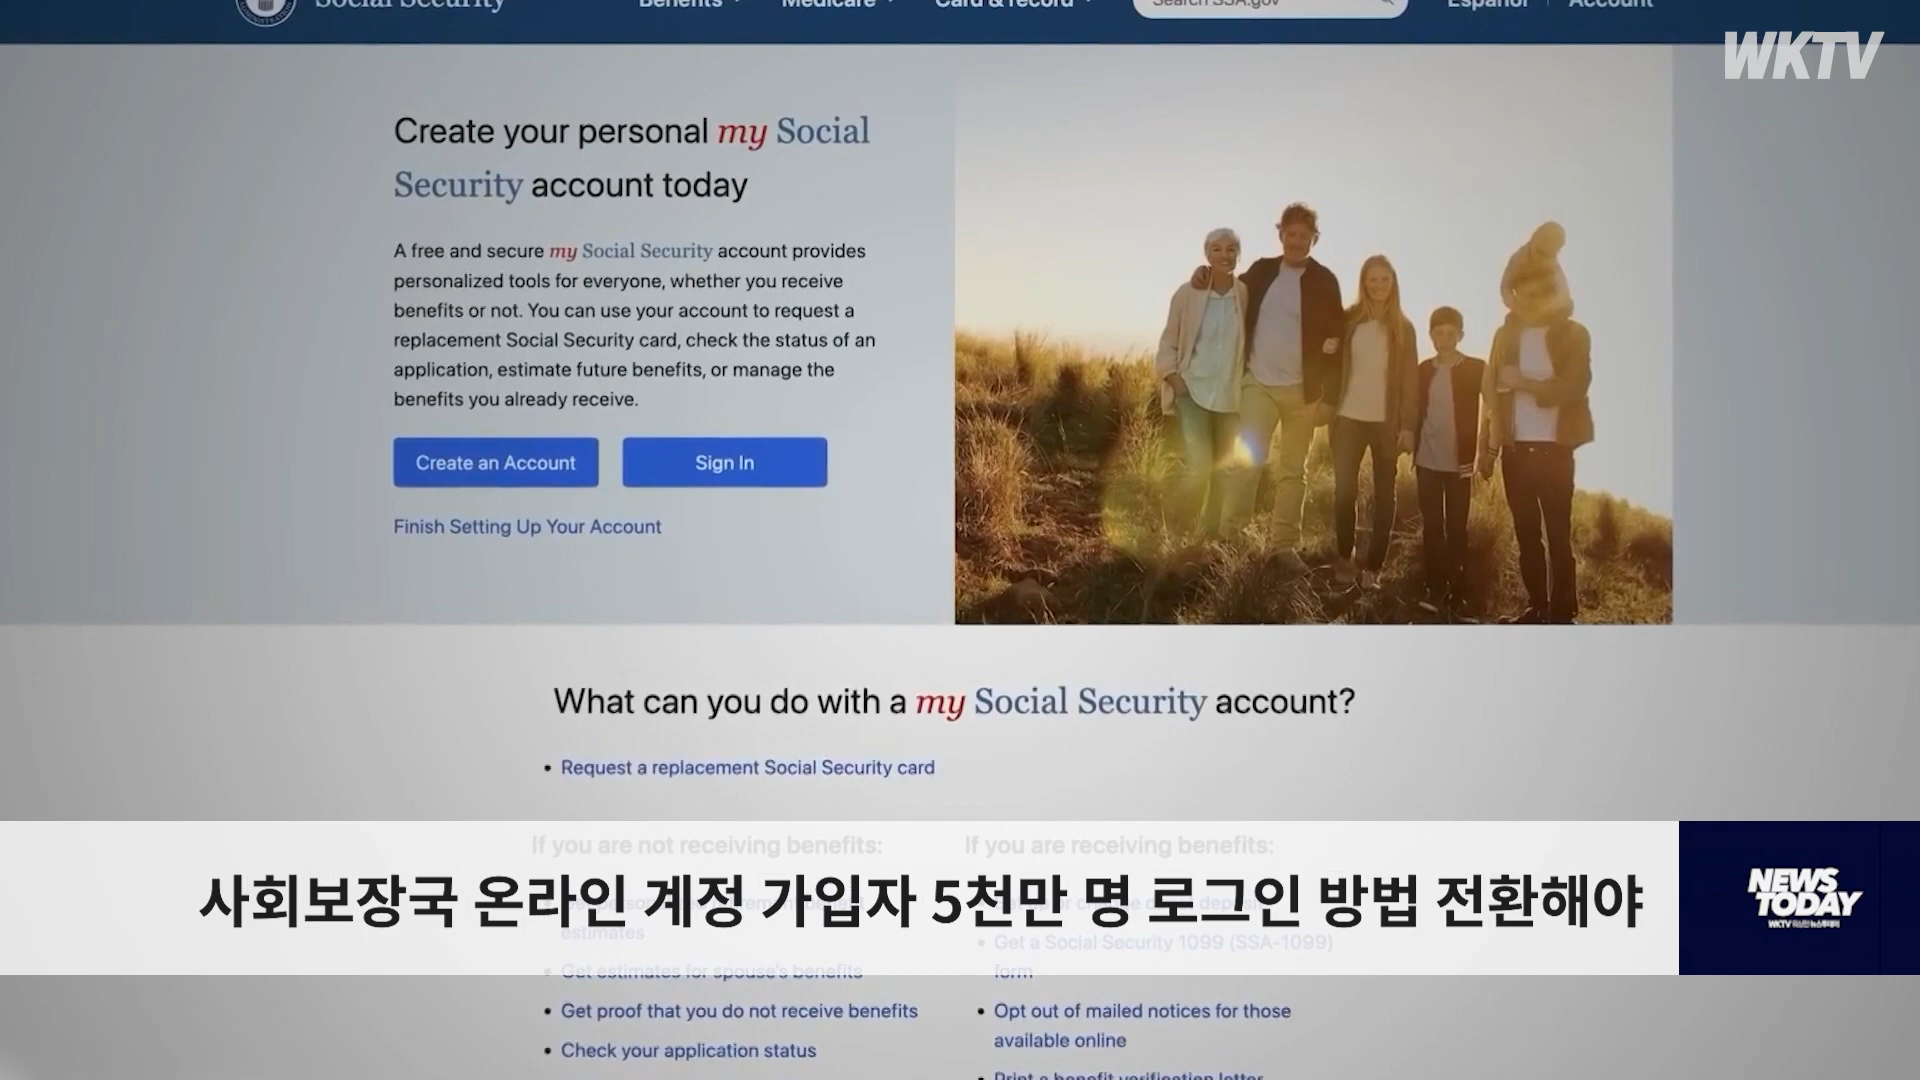 Social Security
Benefits
Medicare
Card & record
Search SSA.gov
Español
Account
WKTV
Create your personal my Social
Security account today
A free and secure my Social Security account provides
personalized tools for everyone, whether you receive
benefits or not. You can use your account to request a
replacement Social Security card, check the status of an
application, estimate future benefits, or manage the
benefits you already receive.
Create an Account
Sign In
Finish Setting Up Your Account
What can you do with a my Social Security account?
• Request a replacement Social Security card
If you are not receiving benefits:
If you are receiving benefits:
사회보장국 온라인 계정 가입자 5천만 명 로그인 방법 전환해야
NEWS
TODAY
estimates
• Get estimates for spouse's benefits
• Get proof that you do not receive benefits
• Check your application status
• Get a Social Security 1099 (SSA-1099)
form
• Opt out of mailed notices for those
available online
• Print a benefit verification letter